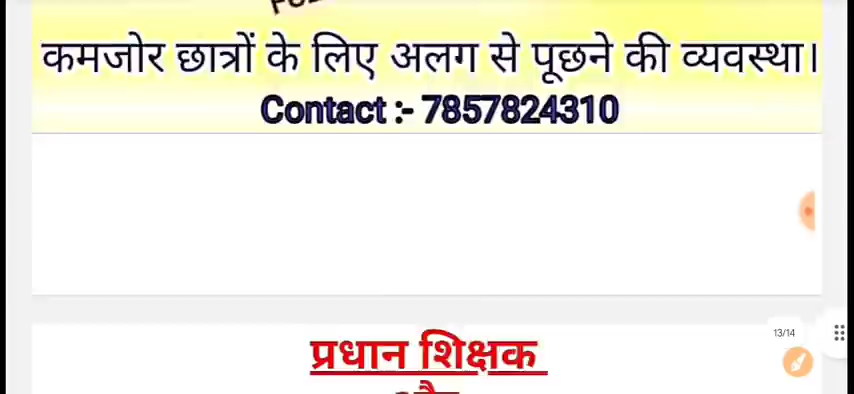 कमजोर छात्रों के लिए अलग से पूछने की व्यवस्था।
Contact :- 7857824310
13/14
प्रधान शिक्षक